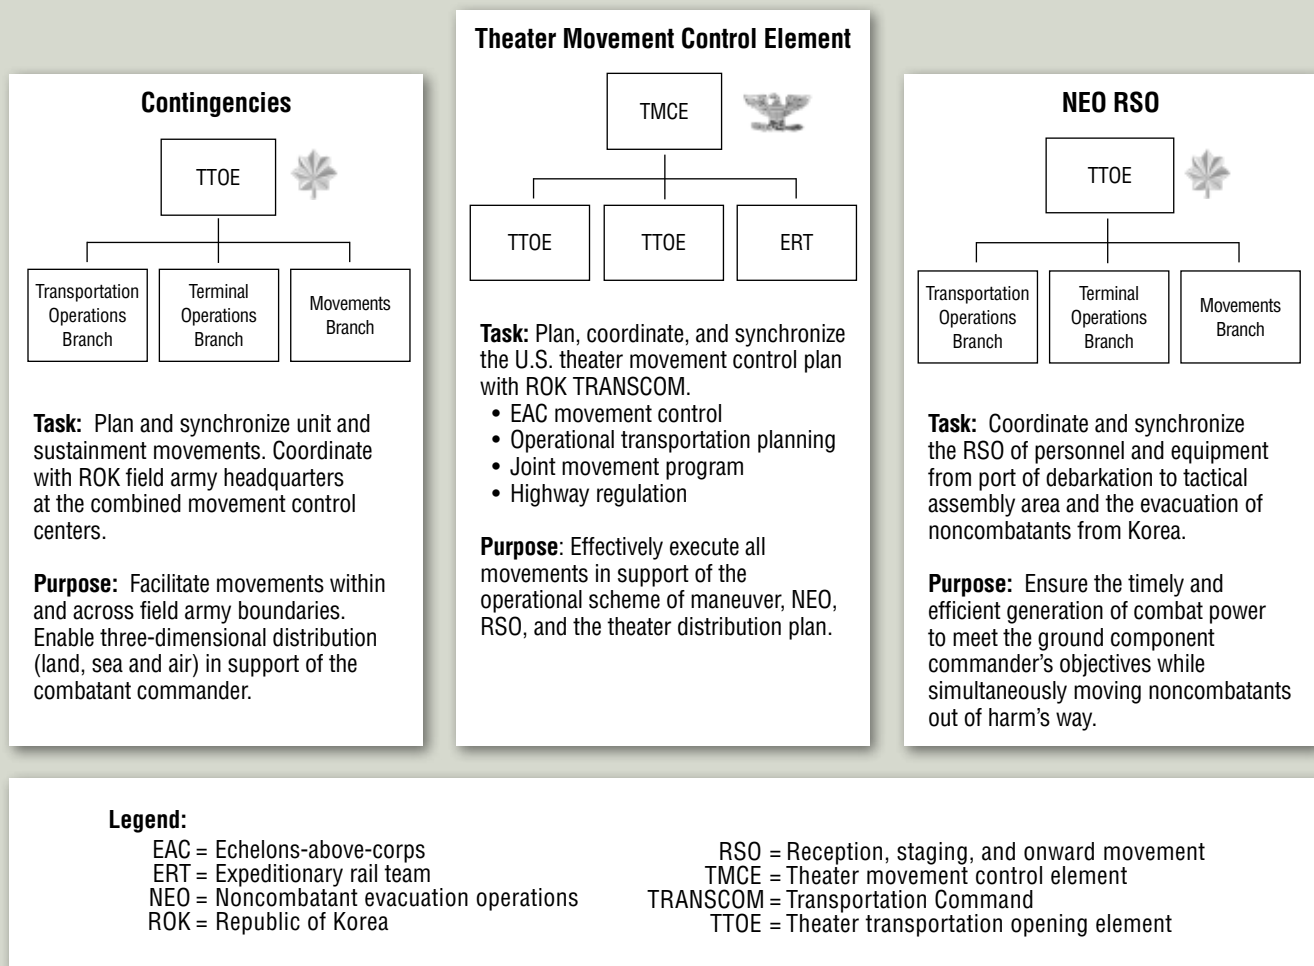 Theater Movement Control Element
TMCE
TTOE
TTOE
ERT
Task: Plan, coordinate, and synchronize
the U.S. theater movement control plan
with ROK TRANSCOM.
• EAC movement control
• Operational transportation planning
• Joint movement program
• Highway regulation
Purpose: Effectively execute all
movements in support of the
operational scheme of maneuver, NEO,
RSO, and the theater distribution plan.
Contingencies
TTOE
Transportation
Operations
Branch
Terminal
Operations
Branch
Movements
Branch
Task: Plan and synchronize unit and
sustainment movements. Coordinate
with ROK field army headquarters
at the combined movement control
centers.
Purpose: Facilitate movements within
and across field army boundaries.
Enable three-dimensional distribution
(land, sea and air) in support of the
combatant commander.
NEO RSO
TTOE
Transportation
Operations
Branch
Terminal
Operations
Branch
Movements
Branch
Task: Coordinate and synchronize
the RSO of personnel and equipment
from port of debarkation to tactical
assembly area and the evacuation of
noncombatants from Korea.
Purpose: Ensure the timely and
efficient generation of combat power
to meet the ground component
commander’s objectives while
simultaneously moving noncombatants
out of harm’s way.
Legend:
EAC = Echelons-above-corps
ERT = Expeditionary rail team
NEO = Noncombatant evacuation operations
ROK = Republic of Korea
RSO = Reception, staging, and onward movement
TMCE = Theater movement control element
TRANSCOM = Transportation Command
TTOE = Theater transportation opening element